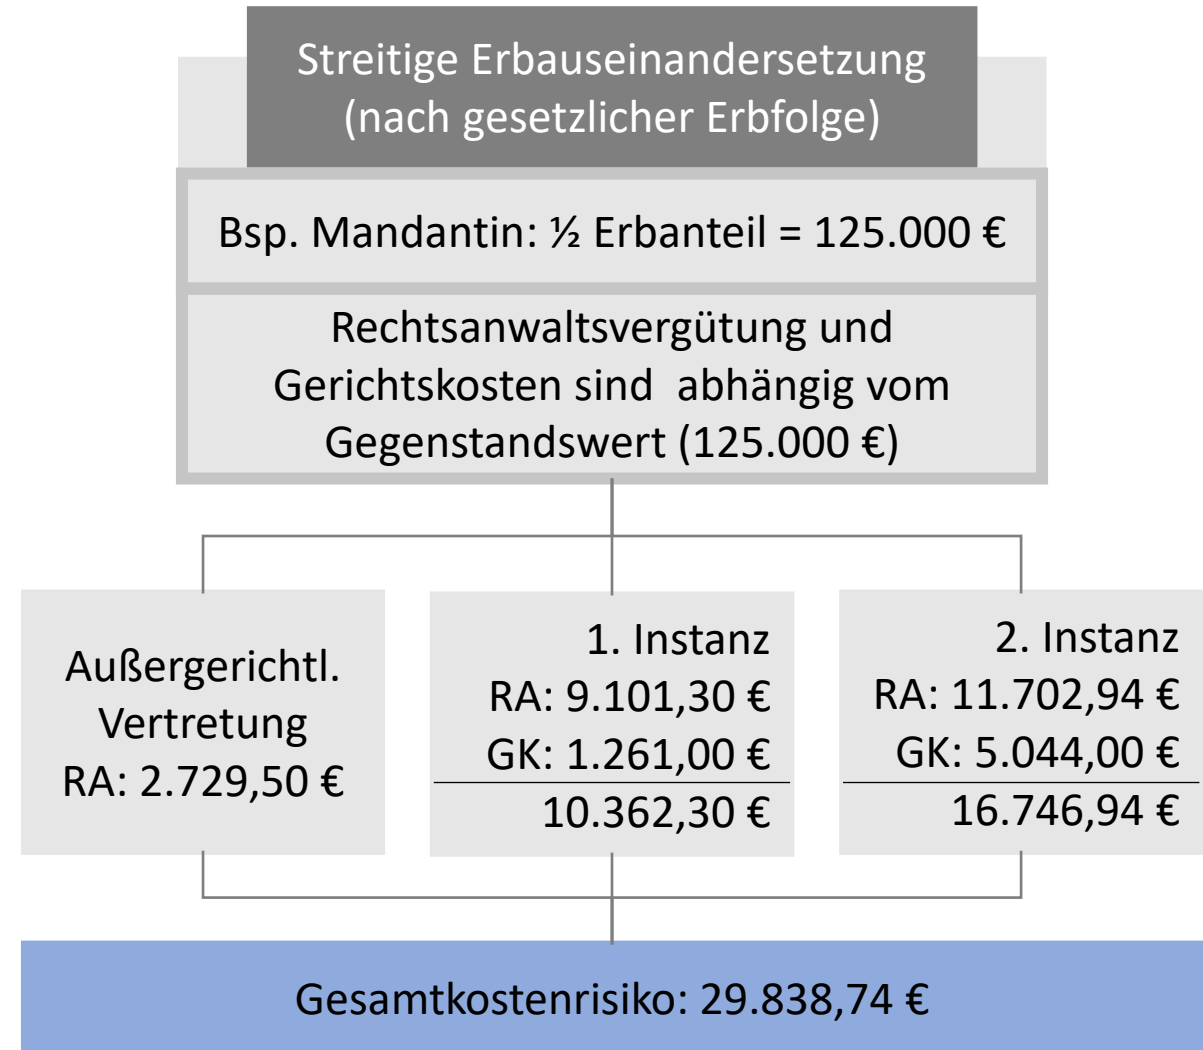 Streitige Erbauseinandersetzung
(nach gesetzlicher Erbfolge)
Bsp. Mandantin: ½ Erbanteil = 125.000 €
Rechtsanwaltsvergütung und
Gerichtskosten sind  abhängig vom
Gegenstandswert (125.000 €)
Außergerichtl.
Vertretung
RA: 2.729,50 €
1. Instanz
RA: 9.101,30 €
GK: 1.261,00 €
10.362,30 €
2. Instanz
RA: 11.702,94 €
GK: 5.044,00 €
16.746,94 €
Gesamtkostenrisiko: 29.838,74 €